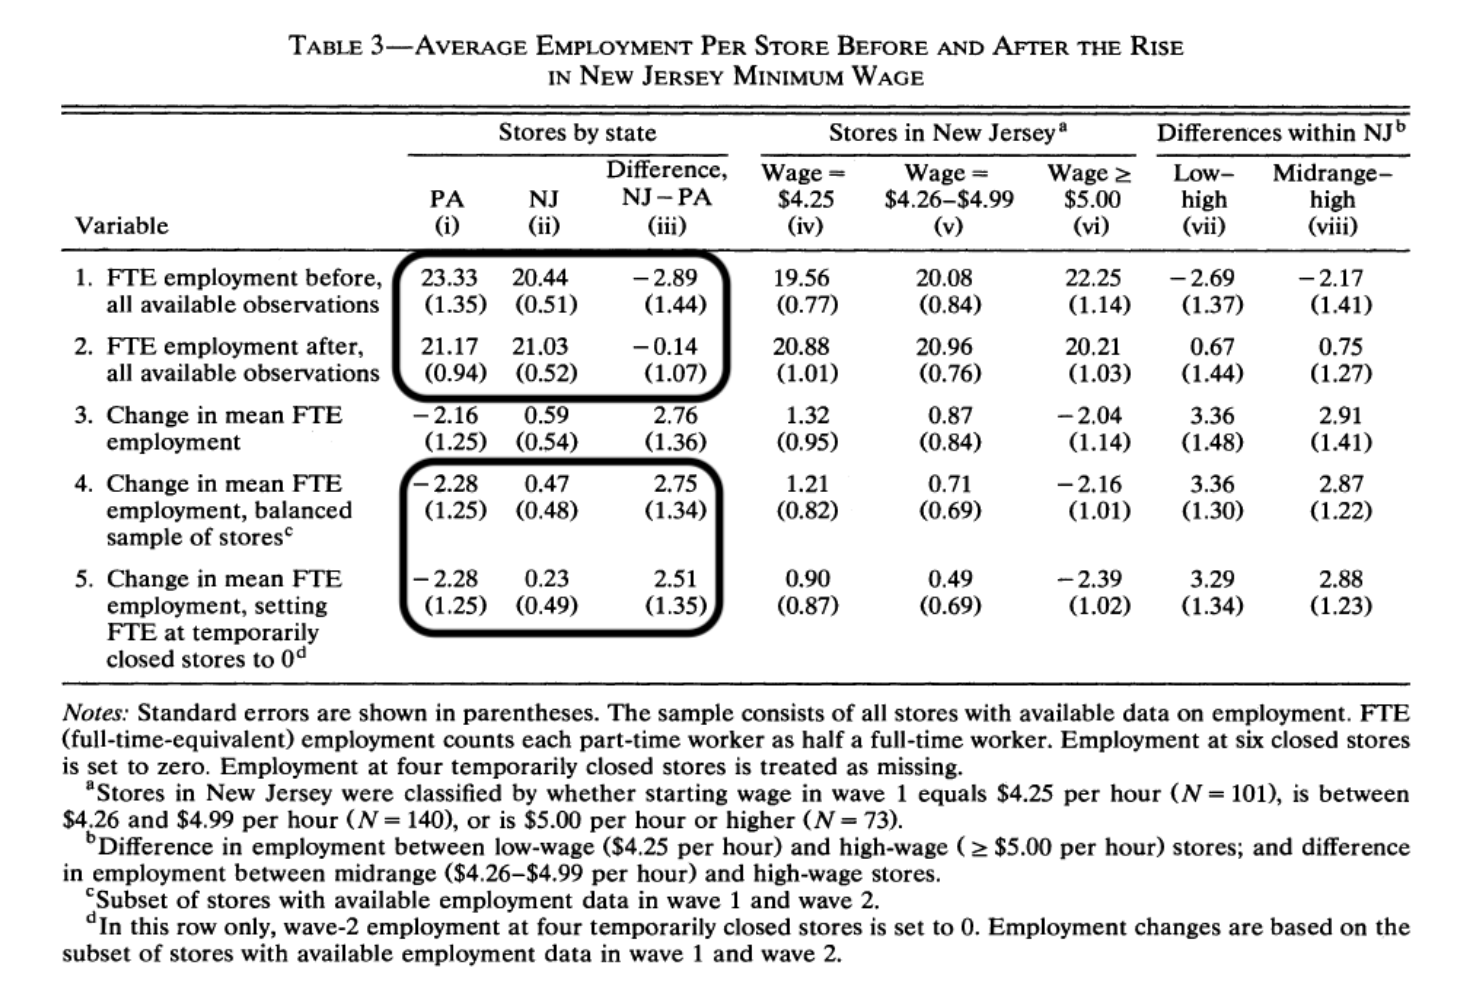 TABLE 3—AVERAGE EMPLOYMENT PER STORE BEFORE AND AFTER THE RISE
IN NEW JERSEY MINIMUM WAGE
Stores by state Stores in New Jerseyᵃ Differences within NJᵇ
Difference, Wage = Wage = Wage ≥ Low– Midrange–
PA NJ NJ − PA $4.25 $4.26–$4.99 $5.00 high high
Variable (i) (ii) (iii) (iv) (v) (vi) (vii) (viii)
1. FTE employment before, 23.33 20.44 −2.89 19.56 20.08 22.25 −2.69 −2.17
all available observations (1.35) (0.51) (1.44) (0.77) (0.84) (1.14) (1.37) (1.41)
2. FTE employment after, 21.17 21.03 −0.14 20.88 20.96 20.21 0.67 0.75
all available observations (0.94) (0.52) (1.07) (1.01) (0.76) (1.03) (1.44) (1.27)
3. Change in mean FTE −2.16 0.59 2.76 1.32 0.87 −2.04 3.36 2.91
employment (1.25) (0.54) (1.36) (0.95) (0.84) (1.14) (1.48) (1.41)
4. Change in mean FTE −2.28 0.47 2.75 1.21 0.71 −2.16 3.36 2.87
employment, balanced (1.25) (0.48) (1.34) (0.82) (0.69) (1.01) (1.30) (1.22)
sample of storesᶜ
5. Change in mean FTE −2.28 0.23 2.51 0.90 0.49 −2.39 3.29 2.88
employment, setting (1.25) (0.49) (1.35) (0.87) (0.69) (1.02) (1.34) (1.23)
FTE at temporarily
closed stores to 0ᵈ
Notes: Standard errors are shown in parentheses. The sample consists of all stores with available data on employment. FTE
(full-time-equivalent) employment counts each part-time worker as half a full-time worker. Employment at six closed stores
is set to zero. Employment at four temporarily closed stores is treated as missing.
ᵃStores in New Jersey were classified by whether starting wage in wave 1 equals $4.25 per hour (N = 101), is between
$4.26 and $4.99 per hour (N = 140), or is $5.00 per hour or higher (N = 73).
ᵇDifference in employment between low-wage ($4.25 per hour) and high-wage (≥ $5.00 per hour) stores; and difference
in employment between midrange ($4.26–$4.99 per hour) and high-wage stores.
ᶜSubset of stores with available employment data in wave 1 and wave 2.
ᵈIn this row only, wave-2 employment at four temporarily closed stores is set to 0. Employment changes are based on the
subset of stores with available employment data in wave 1 and wave 2.